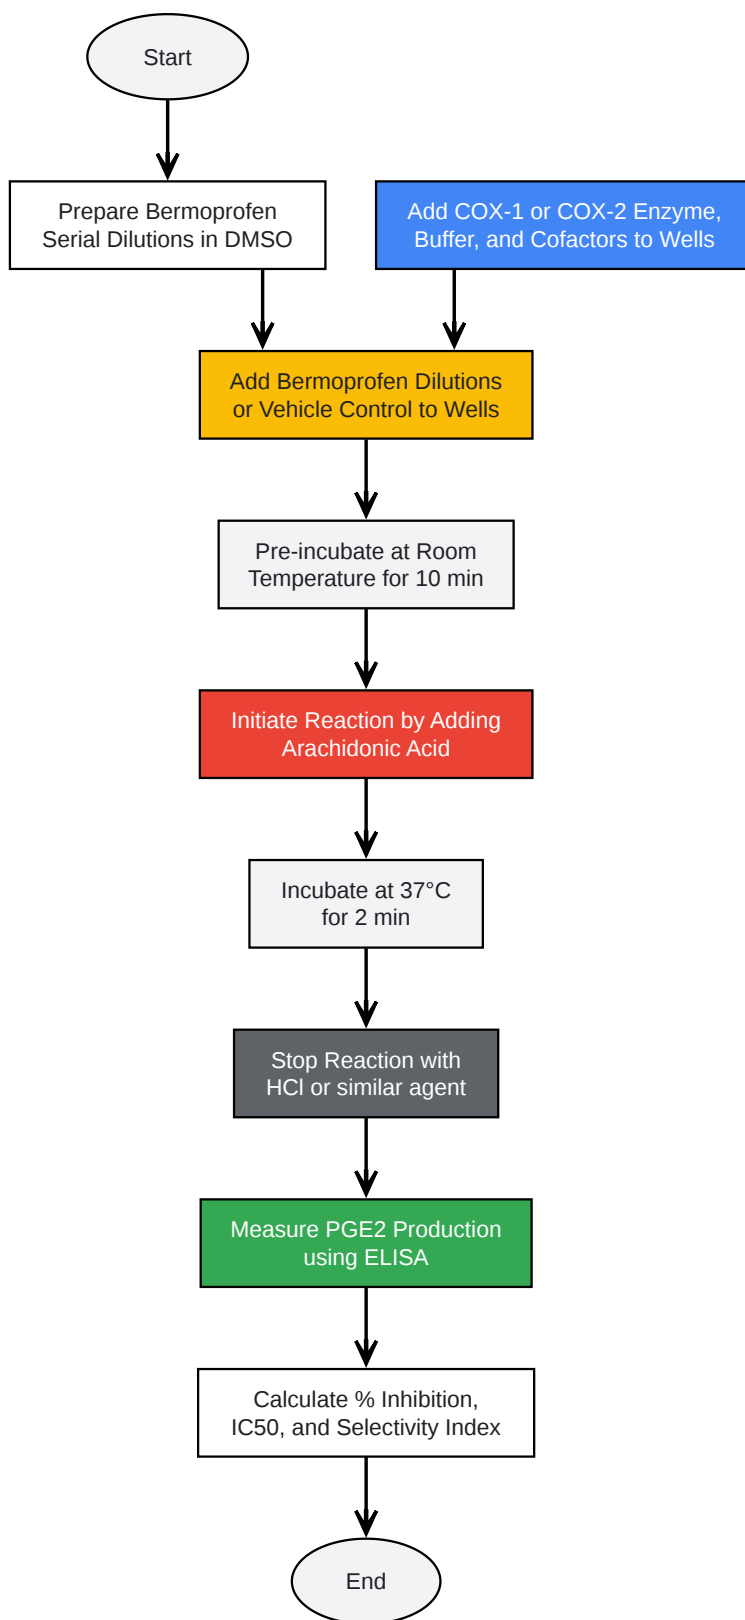 Start
Prepare Bermoprofen
Serial Dilutions in DMSO
Add COX-1 or COX-2 Enzyme,
Buffer, and Cofactors to Wells
Add Bermoprofen Dilutions
or Vehicle Control to Wells
Pre-incubate at Room
Temperature for 10 min
Initiate Reaction by Adding
Arachidonic Acid
Incubate at 37°C
for 2 min
Stop Reaction with
HCl or similar agent
Measure PGE2 Production
using ELISA
Calculate % Inhibition,
IC50, and Selectivity Index
End